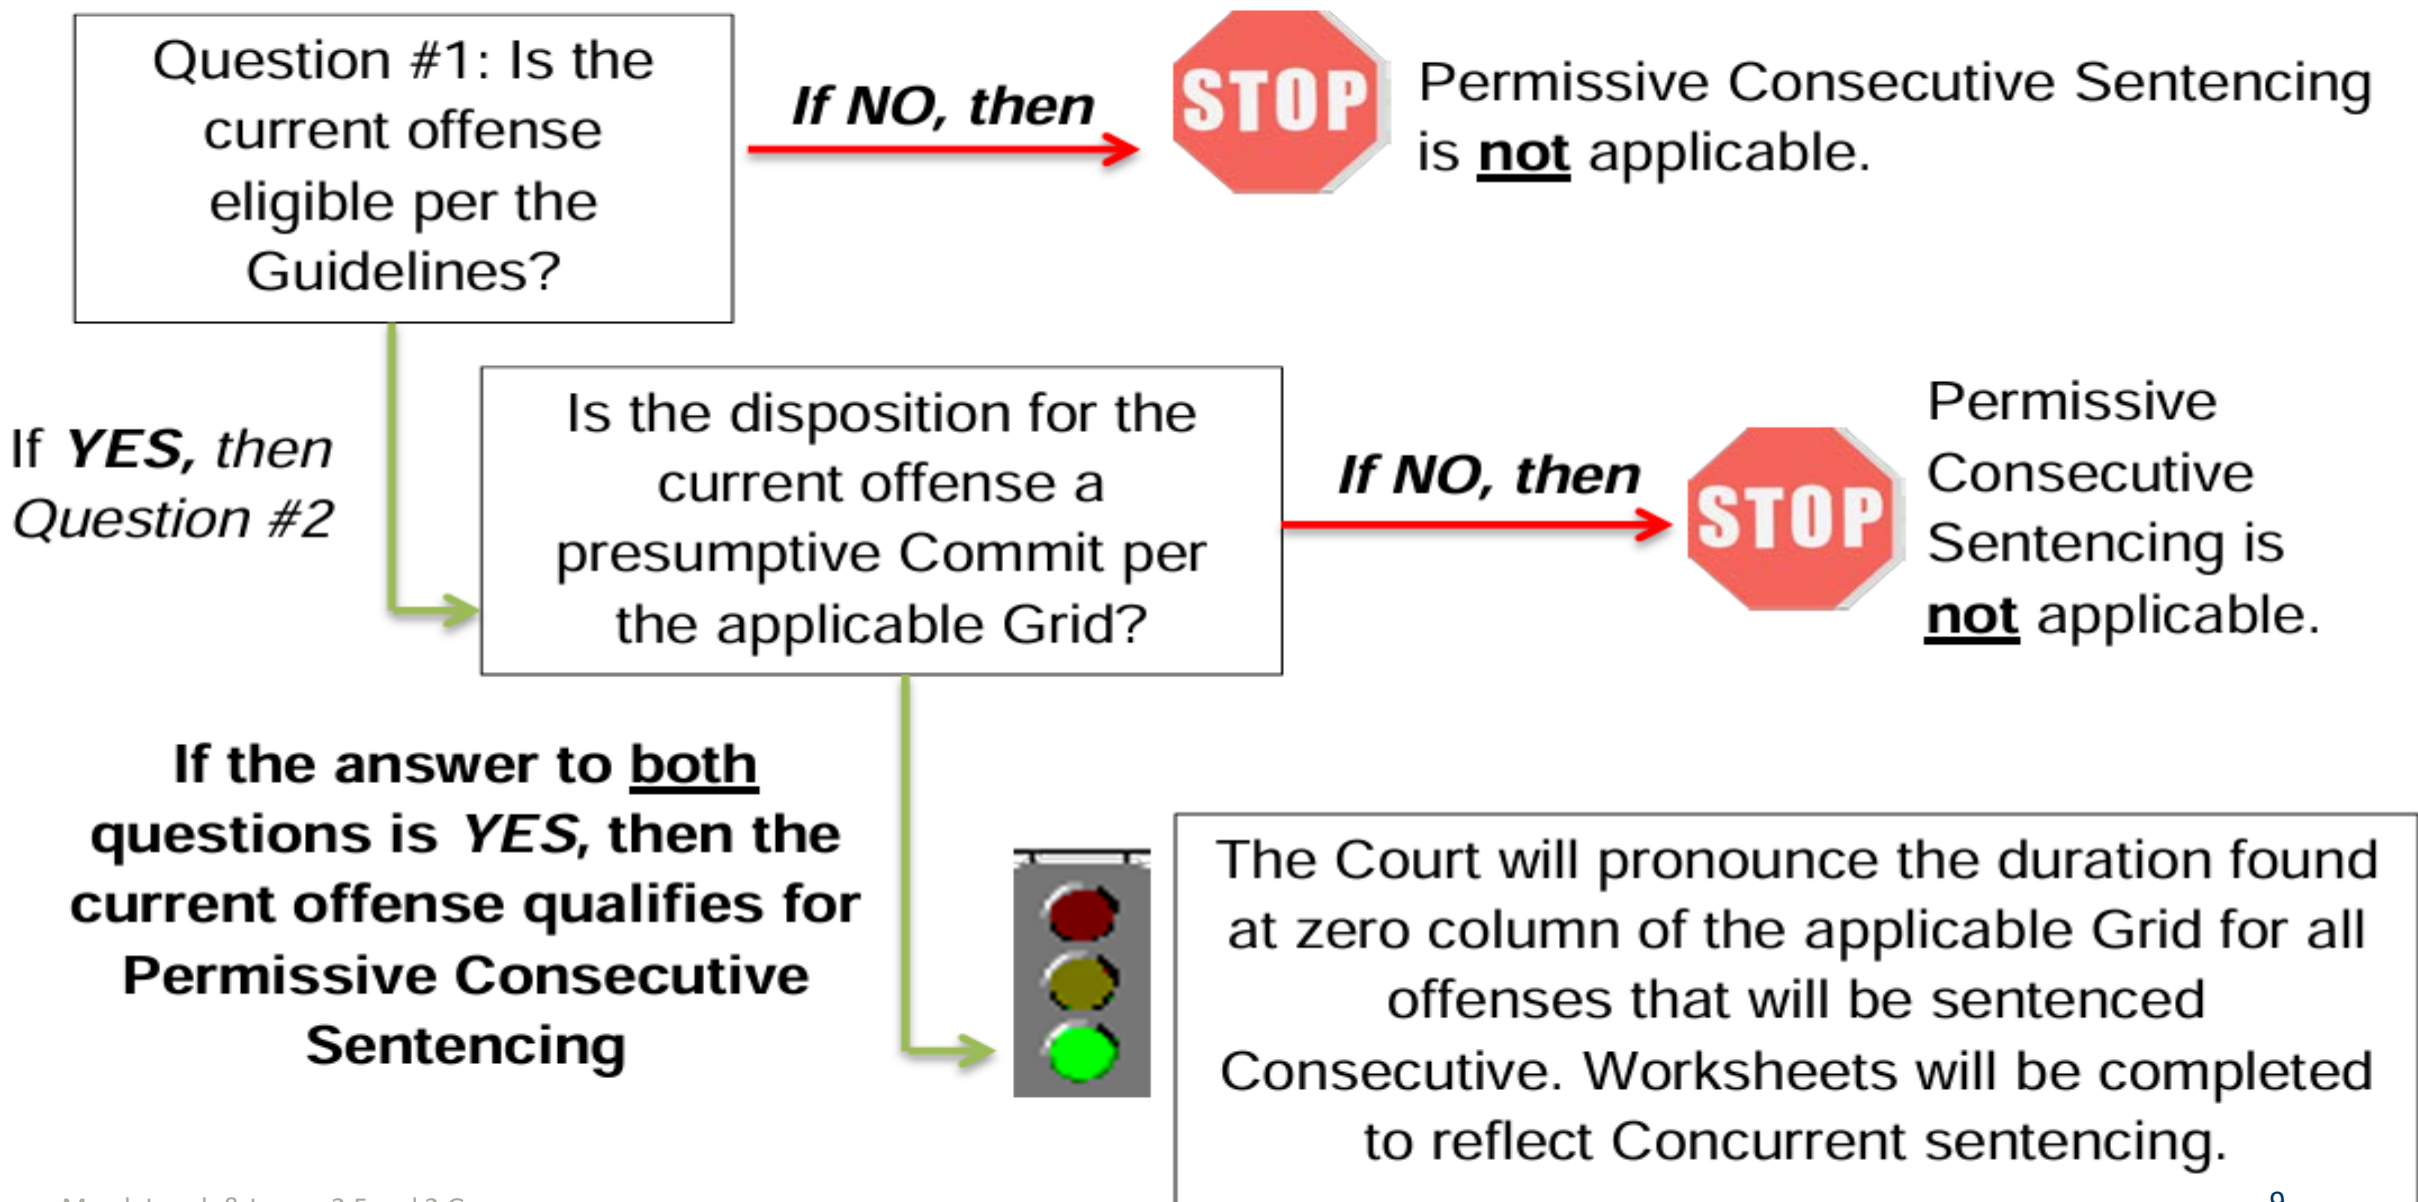 Question #1: Is the
current offense
eligible per the
Guidelines?
If NO, then
STOP
Permissive Consecutive Sentencing
is not applicable.
If YES, then
Question #2
Is the disposition for the
current offense a
presumptive Commit per
the applicable Grid?
If NO, then
STOP
Permissive
Consecutive
Sentencing is
not applicable.
If the answer to both
questions is YES, then the
current offense qualifies for
Permissive Consecutive
Sentencing
The Court will pronounce the duration found
at zero column of the applicable Grid for all
offenses that will be sentenced
Consecutive. Worksheets will be completed
to reflect Concurrent sentencing.
9